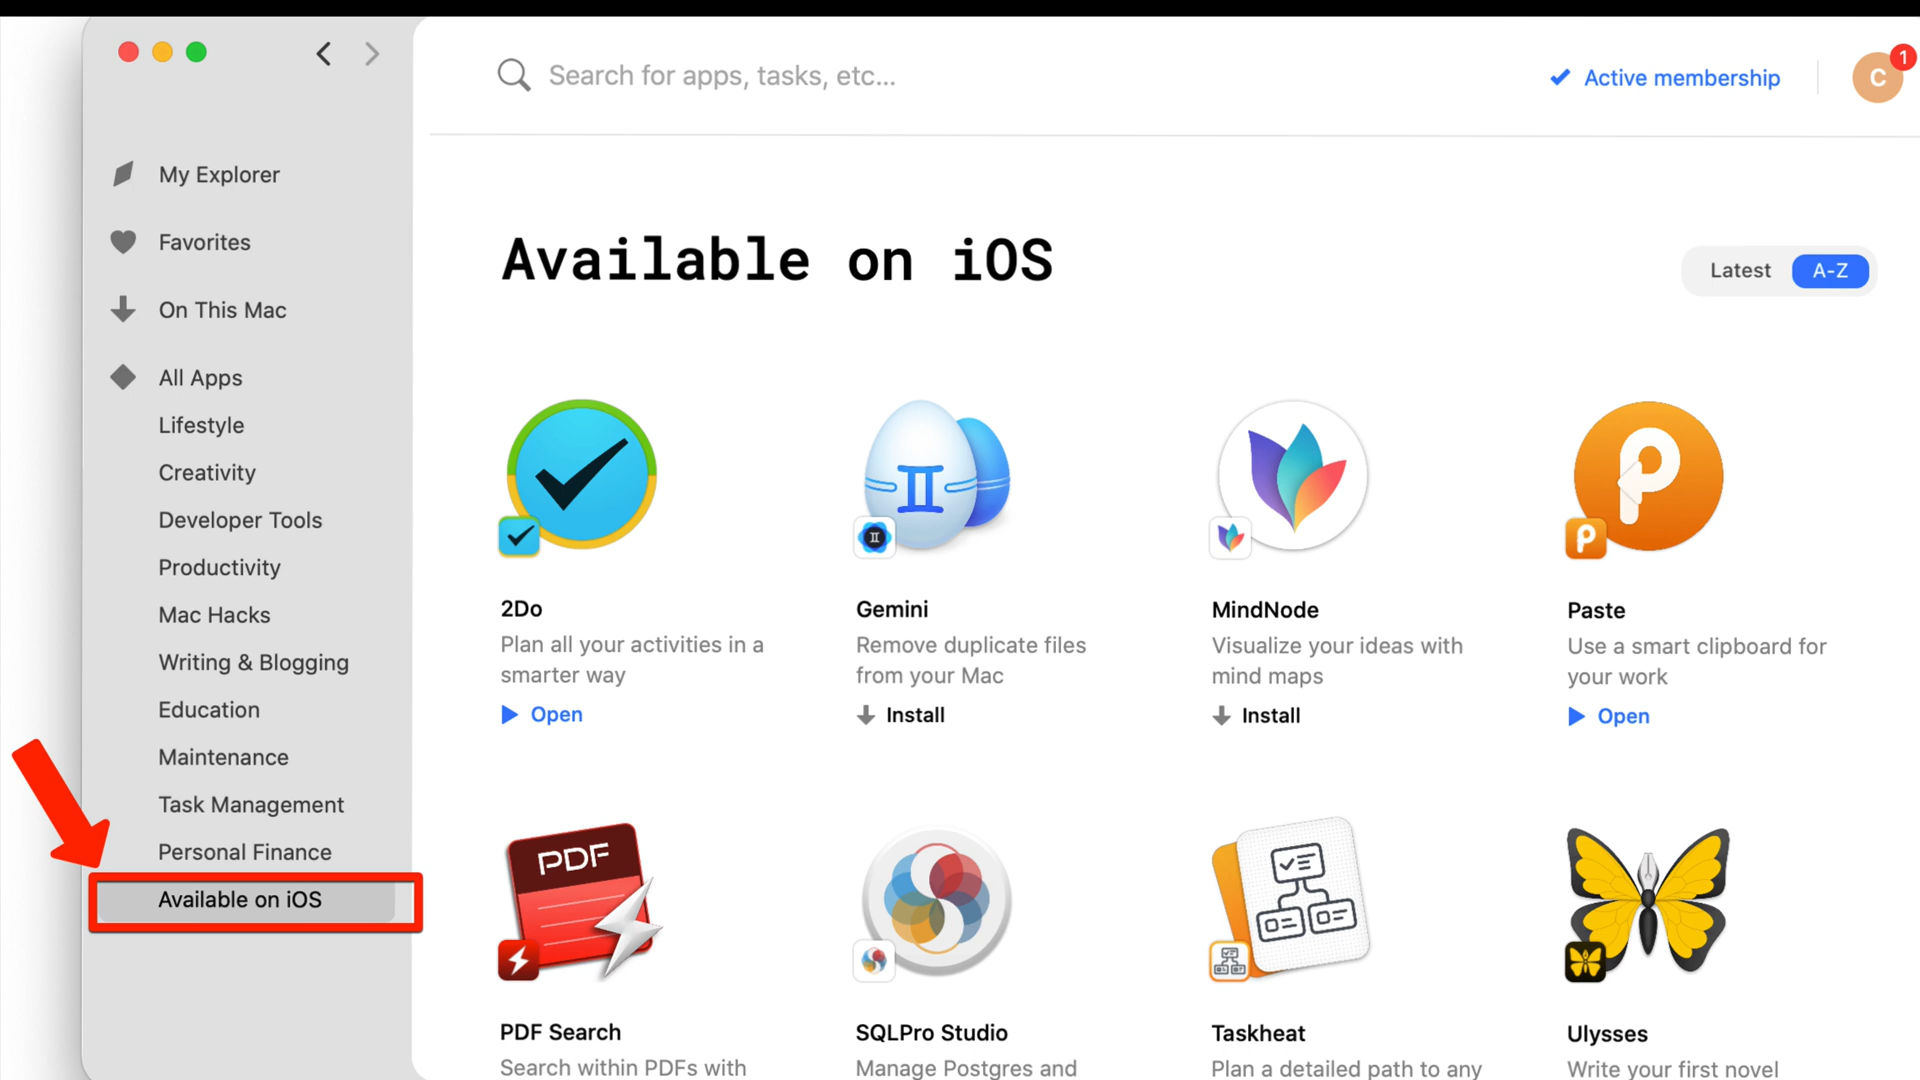 Search for apps, tasks, etc...
Active membership
C
1
My Explorer
Favorites
On This Mac
All Apps
Lifestyle
Creativity
Developer Tools
Productivity
Mac Hacks
Writing & Blogging
Education
Maintenance
Task Management
Personal Finance
Available on iOS
Available on iOS
Latest
A-Z
2Do
Plan all your activities in a
smarter way
Open
Gemini
Remove duplicate files
from your Mac
Install
MindNode
Visualize your ideas with
mind maps
Install
Paste
Use a smart clipboard for
your work
Open
PDF
PDF Search
Search within PDFs with
SQLPro Studio
Manage Postgres and
Taskheat
Plan a detailed path to any
Ulysses
Write your first novel